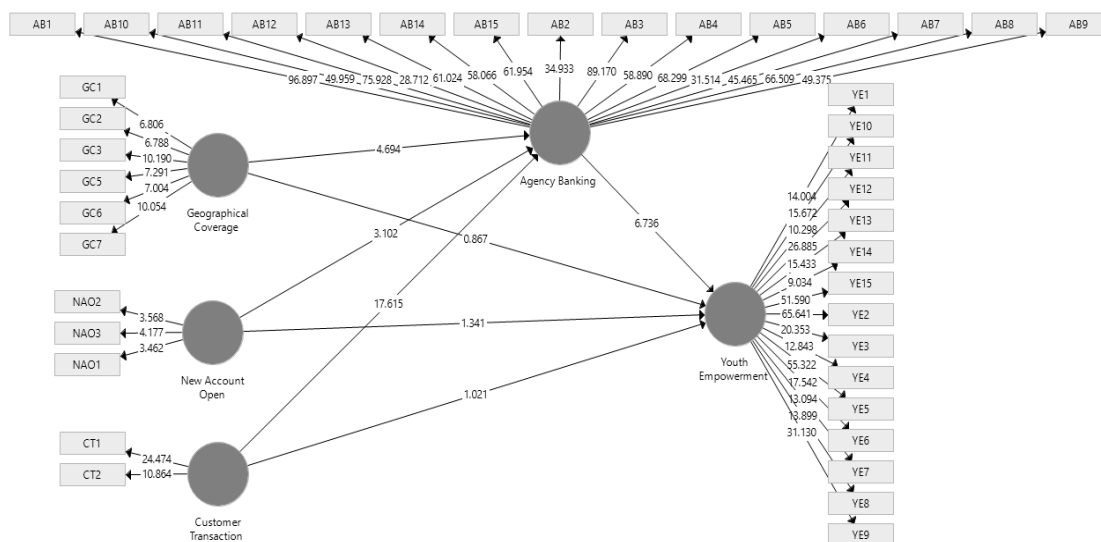 AB1 AB10 AB11 AB12 AB13 AB14 AB15 AB2 AB3 AB4 AB5 AB6 AB7 AB8 AB9
96.897 49.959 75.928 28.712 61.024 58.066 61.954 34.933 89.170 58.890 68.299 31.514 45.465 66.509 49.375
GC1
GC2
GC3
GC5
GC6
GC7
6.806
6.788
10.190
7.291
7.004
10.054
Geographical
Coverage
4.694
Agency Banking
0.867
6.736
NAO2
NAO3
NAO1
3.568
4.177
3.462
New Account
Open
3.102
1.341
17.615
CT1
CT2
24.474
10.864
Customer
Transaction
1.021
Youth
Empowerment
14.004
15.672
10.298
26.885
15.433
9.034
51.590
65.641
20.353
12.843
55.322
17.542
13.094
13.899
31.130
YE1
YE10
YE11
YE12
YE13
YE14
YE15
YE2
YE3
YE4
YE5
YE6
YE7
YE8
YE9